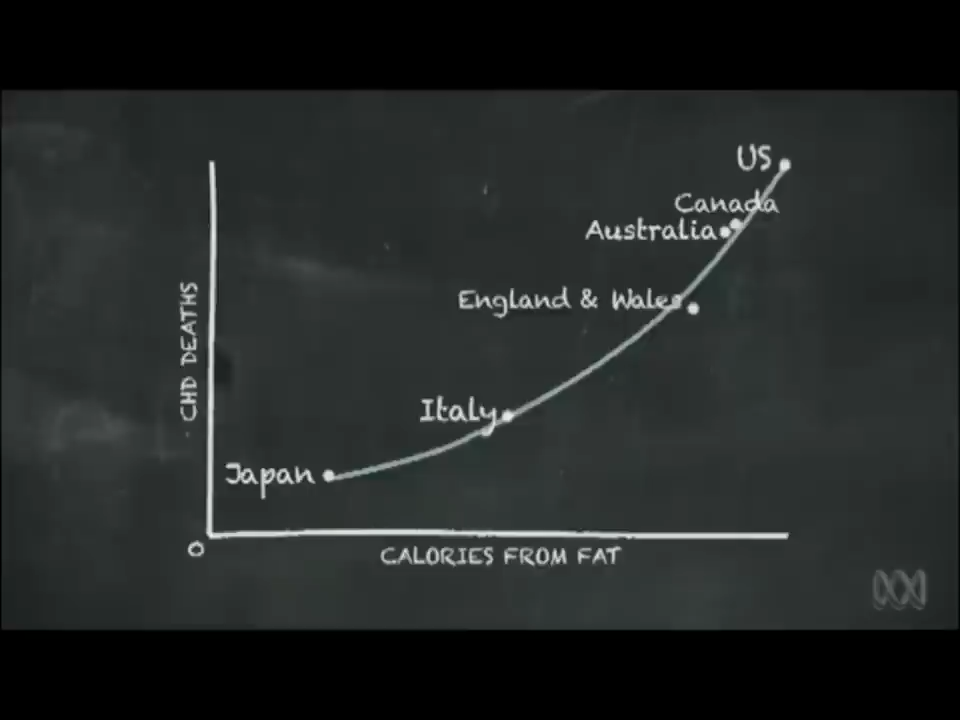 US
Canada
Australia
England & Wales
CHD DEATHS
Italy
Japan
0
CALORIES FROM FAT